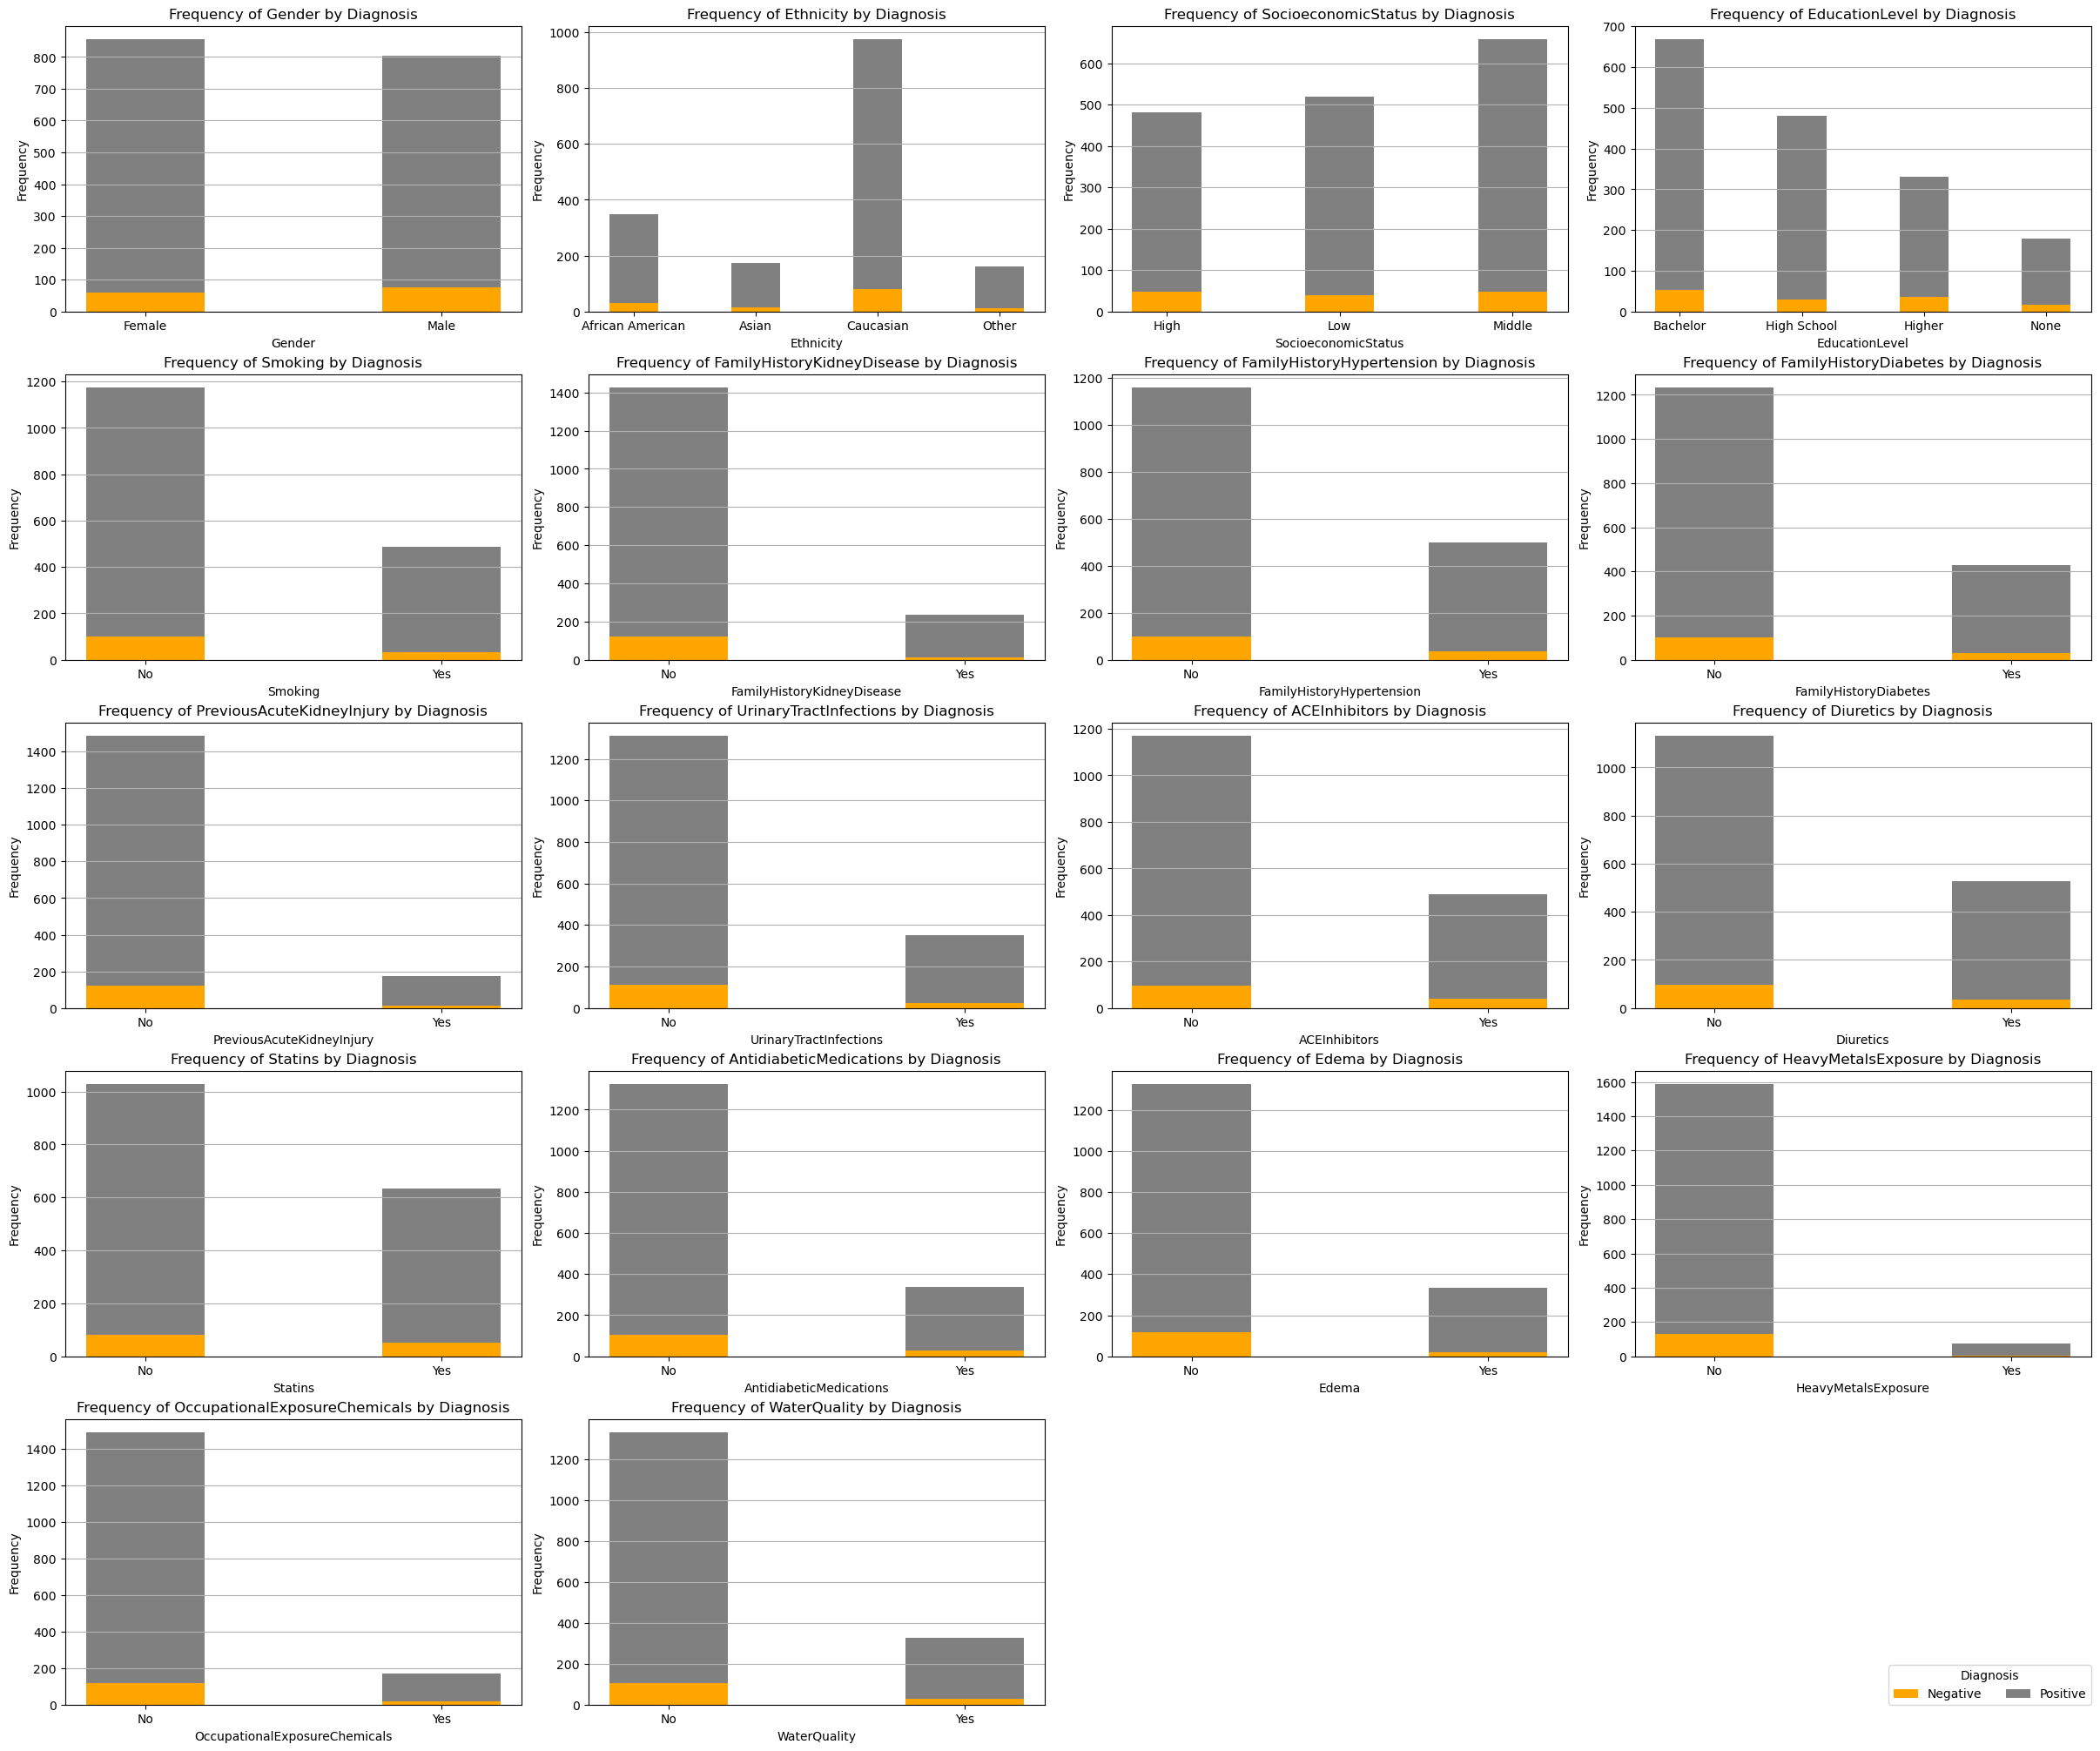 Frequency of Gender by Diagnosis
Frequency
800
700
600
500
400
300
200
100
0
Female Male
Gender
Frequency of Ethnicity by Diagnosis
Frequency
1000
800
600
400
200
0
African American Asian Caucasian Other
Ethnicity
Frequency of SocioeconomicStatus by Diagnosis
Frequency
600
500
400
300
200
100
0
High Low Middle
SocioeconomicStatus
Frequency of EducationLevel by Diagnosis
Frequency
700
600
500
400
300
200
100
0
Bachelor High School Higher None
EducationLevel
Frequency of Smoking by Diagnosis
Frequency
1200
1000
800
600
400
200
0
No Yes
Smoking
Frequency of FamilyHistoryKidneyDisease by Diagnosis
Frequency
1400
1200
1000
800
600
400
200
0
No Yes
FamilyHistoryKidneyDisease
Frequency of FamilyHistoryHypertension by Diagnosis
Frequency
1200
1000
800
600
400
200
0
No Yes
FamilyHistoryHypertension
Frequency of FamilyHistoryDiabetes by Diagnosis
Frequency
1200
1000
800
600
400
200
0
No Yes
FamilyHistoryDiabetes
Frequency of PreviousAcuteKidneyInjury by Diagnosis
Frequency
1400
1200
1000
800
600
400
200
0
No Yes
PreviousAcuteKidneyInjury
Frequency of UrinaryTractInfections by Diagnosis
Frequency
1200
1000
800
600
400
200
0
No Yes
UrinaryTractInfections
Frequency of ACEInhibitors by Diagnosis
Frequency
1200
1000
800
600
400
200
0
No Yes
ACEInhibitors
Frequency of Diuretics by Diagnosis
Frequency
1000
800
600
400
200
0
No Yes
Diuretics
Frequency of Statins by Diagnosis
Frequency
1000
800
600
400
200
0
No Yes
Statins
Frequency of AntidiabeticMedications by Diagnosis
Frequency
1200
1000
800
600
400
200
0
No Yes
AntidiabeticMedications
Frequency of Edema by Diagnosis
Frequency
1200
1000
800
600
400
200
0
No Yes
Edema
Frequency of HeavyMetalsExposure by Diagnosis
Frequency
1600
1400
1200
1000
800
600
400
200
0
No Yes
HeavyMetalsExposure
Frequency of OccupationalExposureChemicals by Diagnosis
Frequency
1400
1200
1000
800
600
400
200
0
No Yes
OccupationalExposureChemicals
Frequency of WaterQuality by Diagnosis
Frequency
1200
1000
800
600
400
200
0
No Yes
WaterQuality
Diagnosis
Negative Positive